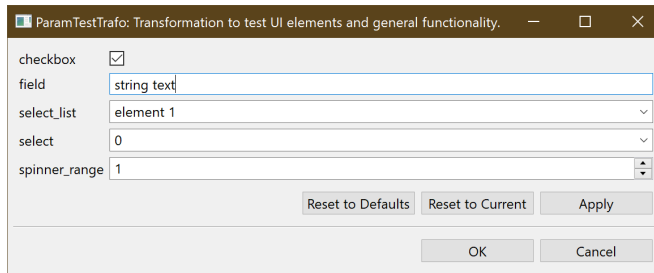 ParamTestTrafo: Transformation to test UI elements and general functionality.
checkbox
field string text
select_list element 1
select 0
spinner_range 1
Reset to Defaults Reset to Current Apply
OK Cancel